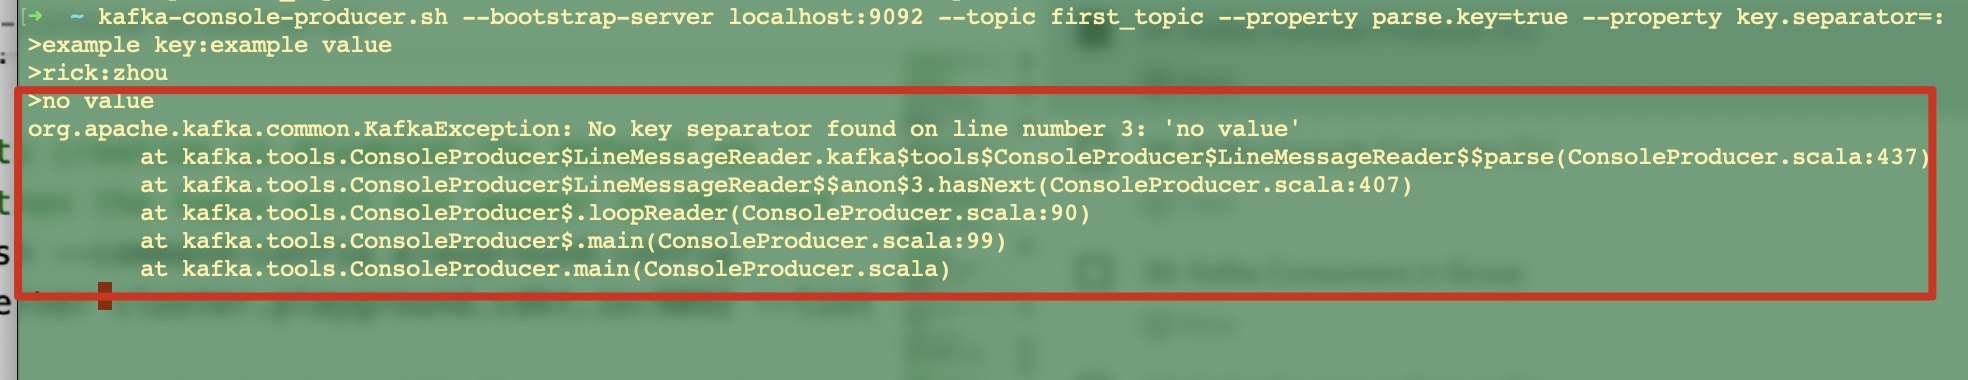 ➜ ~ kafka-console-producer.sh --bootstrap-server localhost:9092 --topic first_topic --property parse.key=true --property key.separator=:
>example key:example value
>rick:zhou
>no value
org.apache.kafka.common.KafkaException: No key separator found on line number 3: 'no value'
at kafka.tools.ConsoleProducer$LineMessageReader.kafka$tools$ConsoleProducer$LineMessageReader$$parse(ConsoleProducer.scala:437)
at kafka.tools.ConsoleProducer$LineMessageReader$$anon$3.hasNext(ConsoleProducer.scala:407)
at kafka.tools.ConsoleProducer$.loopReader(ConsoleProducer.scala:90)
at kafka.tools.ConsoleProducer$.main(ConsoleProducer.scala:99)
at kafka.tools.ConsoleProducer.main(ConsoleProducer.scala)